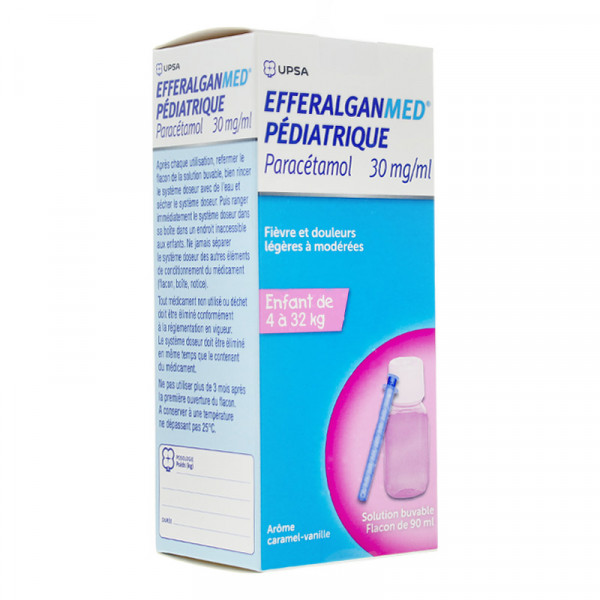 UPSA
EFFERALGANMED®
PÉDIATRIQUE
Paracétamol 30 mg/ml
Après chaque utilisation, refermer le
flacon de la solution buvable, bien rincer
le système doseur avec de l'eau et
sécher le système doseur. Puis ranger
immédiatement le système doseur dans
sa boîte dans un endroit inaccessible
aux enfants. Ne jamais séparer
le système doseur des autres éléments
de conditionnement du médicament
(flacon, boîte, notice).
Tout médicament non utilisé ou déchet
doit être éliminé conformément
à la réglementation en vigueur.
Le système doseur doit être éliminé
en même temps que le contenant
du médicament.
Ne pas utiliser plus de 3 mois après
la première ouverture du flacon.
A conserver à une température
ne dépassant pas 25°C.
POSOLOGIE
Poids (kg)
DURÉE
UPSA
EFFERALGANMED®
PÉDIATRIQUE
Paracétamol 30 mg/ml
Fièvre et douleurs
légères à modérées
Enfant de
4 à 32 kg
Arôme
caramel-vanille
Solution buvable
Flacon de 90 ml